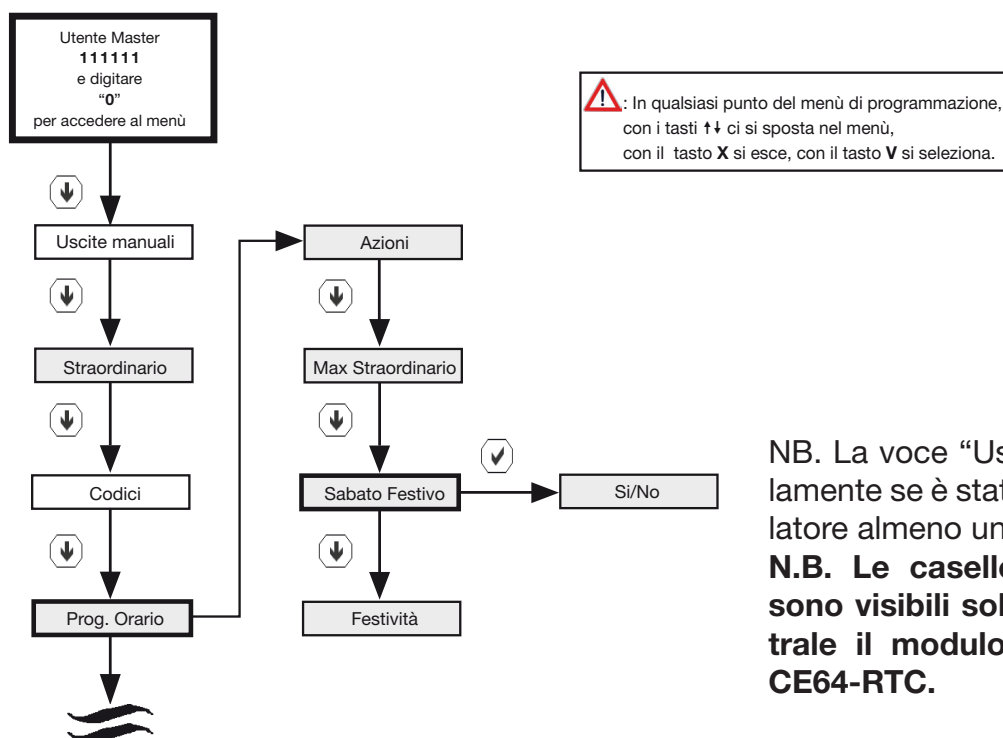 Utente Master
111111
e digitare
“0”
per accedere al menù
: In qualsiasi punto del menù di programmazione,
con i tasti ↑↓ ci si sposta nel menù,
con il tasto X si esce, con il tasto V si seleziona.
Uscite manuali
Straordinario
Codici
Prog. Orario
Azioni
Max Straordinario
Sabato Festivo
Si/No
Festività
NB. La voce “Us
lamente se è stat
latore almeno un
N.B. Le caselle
sono visibili sol
trale il modulo
CE64-RTC.